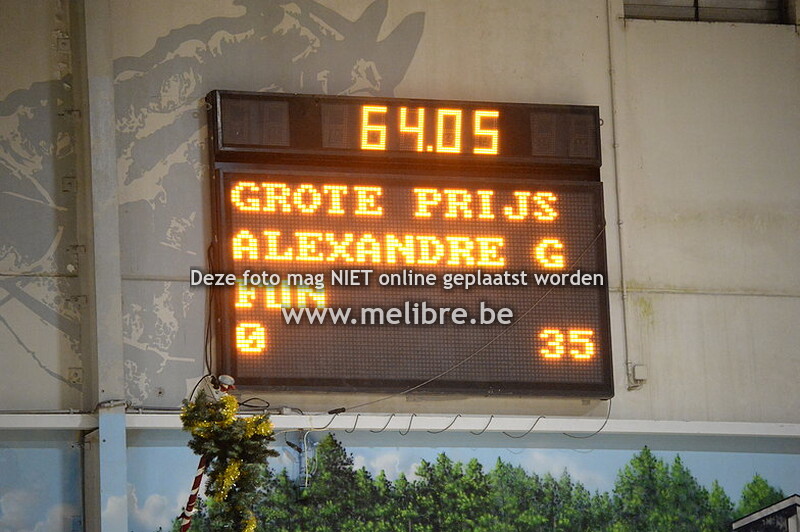 64.05
GROTE PRIJS
ALEXANDRE G
Deze foto mag NIET online geplaatst worden
FUN
www.melibre.be
0 35